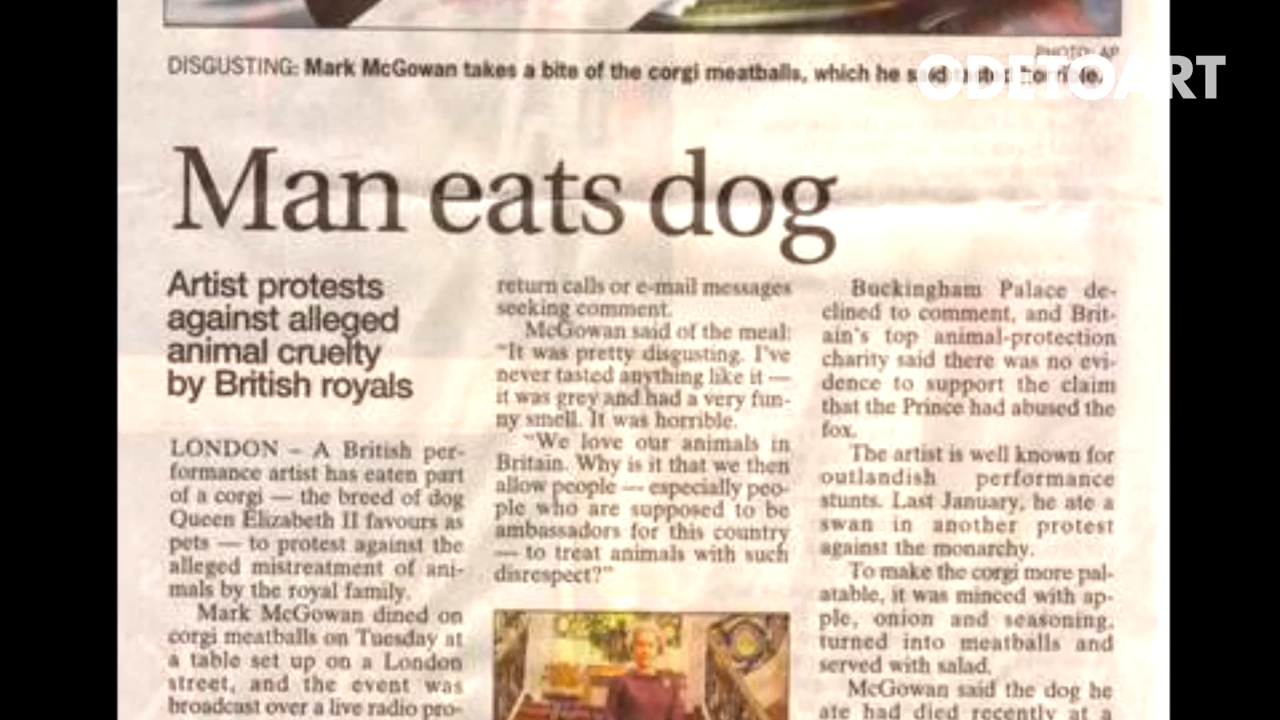 PHOTO: AP
DISGUSTING: Mark McGowan takes a bite of the corgi meatballs, which he said tasted horrible.
ODETOART
Man eats dog
Artist protests
against alleged
animal cruelty
by British royals
LONDON – A British per-
formance artist has eaten part
of a corgi — the breed of dog
Queen Elizabeth II favours as
pets — to protest against the
alleged mistreatment of ani-
mals by the royal family.
Mark McGowan dined on
corgi meatballs on Tuesday at
a table set up on a London
street, and the event was
broadcast over a live radio pro-
return calls or e-mail messages
seeking comment.
McGowan said of the meal:
"It was pretty disgusting. I've
never tasted anything like it —
it was grey and had a very fun-
ny smell. It was horrible.
"We love our animals in
Britain. Why is it that we then
allow people — especially peo-
ple who are supposed to be
ambassadors for this country
— to treat animals with such
disrespect?"
Buckingham Palace de-
clined to comment, and Brit-
ain's top animal-protection
charity said there was no evi-
dence to support the claim
that the Prince had abused the
fox.
The artist is well known for
outlandish performance
stunts. Last January, he ate a
swan in another protest
against the monarchy.
To make the corgi more pal-
atable, it was minced with ap-
ple, onion and seasoning,
turned into meatballs and
served with salad.
McGowan said the dog he
ate had died recently at a